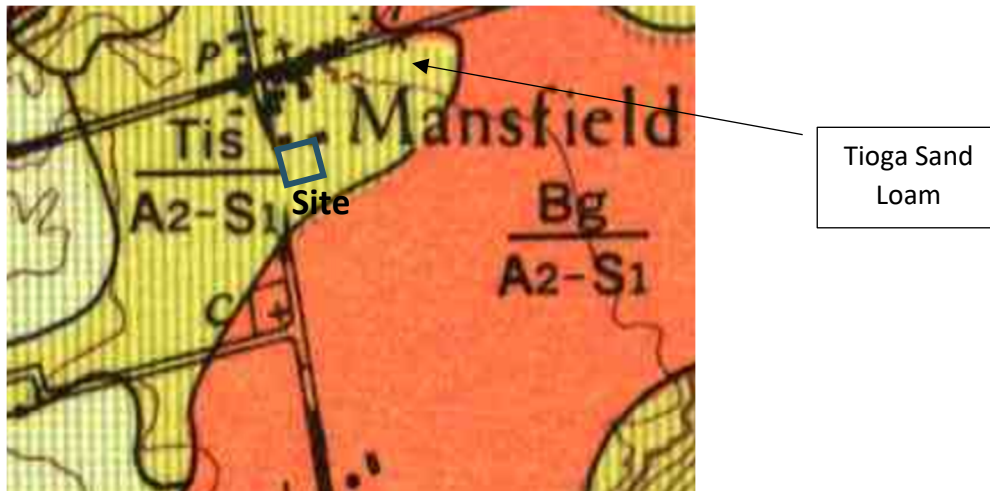 P
Mansfield
Tis
A2-S1
Site
Bg
A2-S1
C
Tioga Sand
Loam